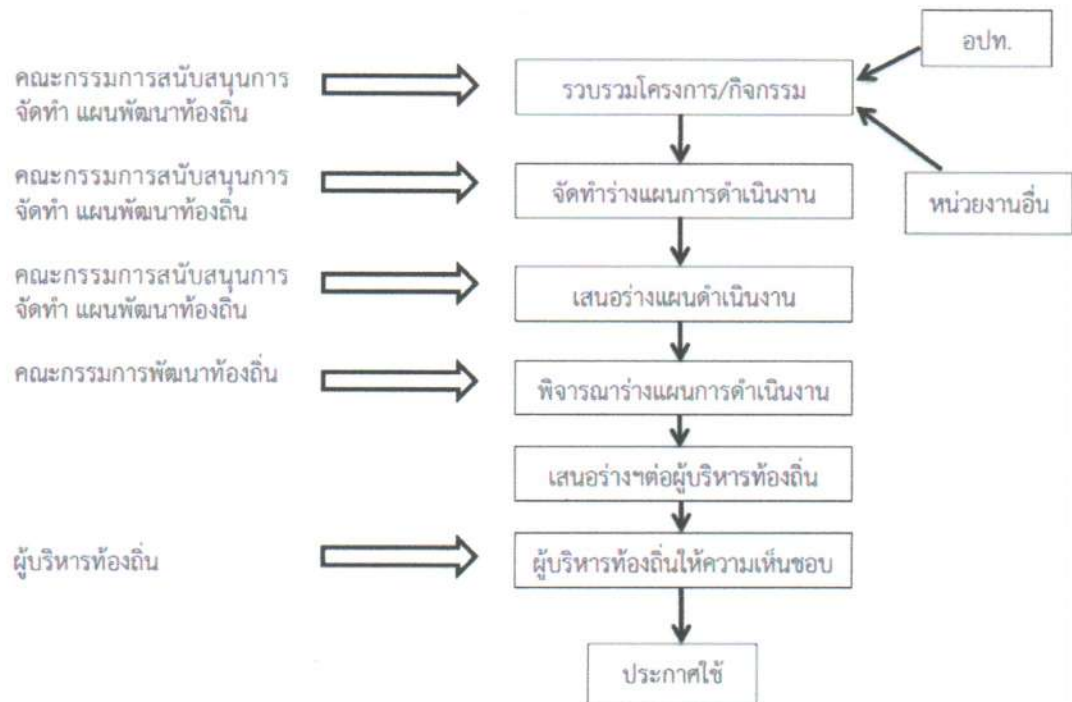 อปท.
คณะกรรมการสนับสนุนการ
จัดทำ แผนพัฒนาท้องถิ่น
รวบรวมโครงการ/กิจกรรม
คณะกรรมการสนับสนุนการ
จัดทำ แผนพัฒนาท้องถิ่น
จัดทำร่างแผนการดำเนินงาน
หน่วยงานอื่น
คณะกรรมการสนับสนุนการ
จัดทำ แผนพัฒนาท้องถิ่น
เสนอร่างแผนดำเนินงาน
คณะกรรมการพัฒนาท้องถิ่น
พิจารณาร่างแผนการดำเนินงาน
เสนอร่างฯต่อผู้บริหารท้องถิ่น
ผู้บริหารท้องถิ่น
ผู้บริหารท้องถิ่นให้ความเห็นชอบ
ประกาศใช้